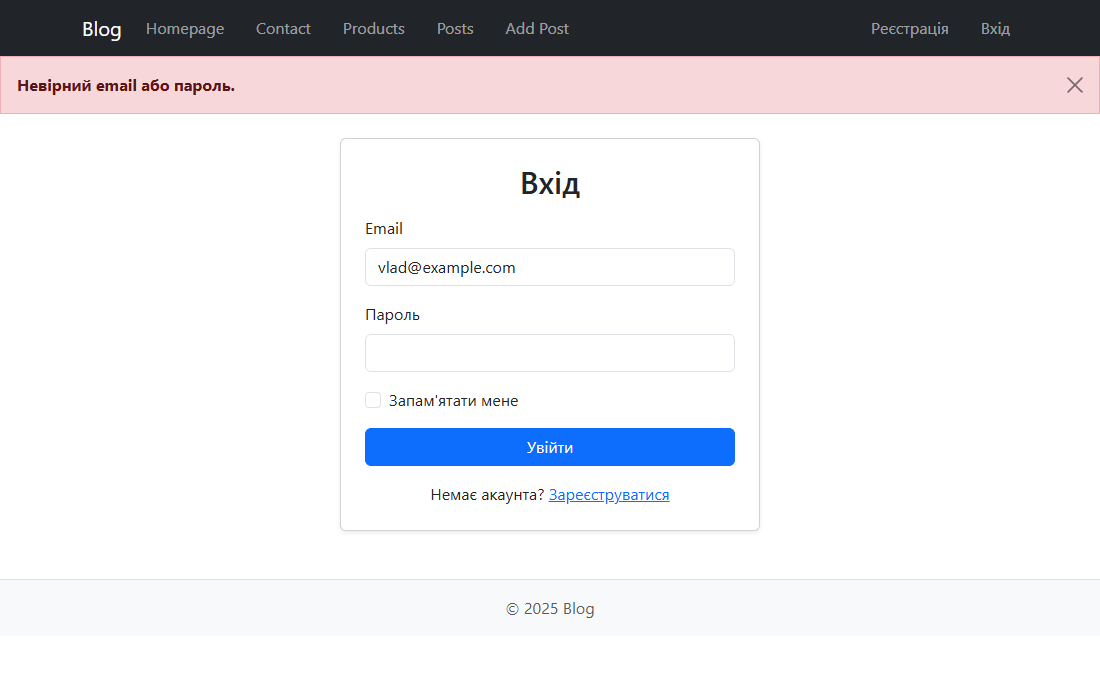 Blog Homepage Contact Products Posts Add Post Реєстрація Вхід
Невірний email або пароль.
Вхід
Email
vlad@example.com
Пароль
Запам'ятати мене
Увійти
Немає акаунта? Зареєструватися
© 2025 Blog